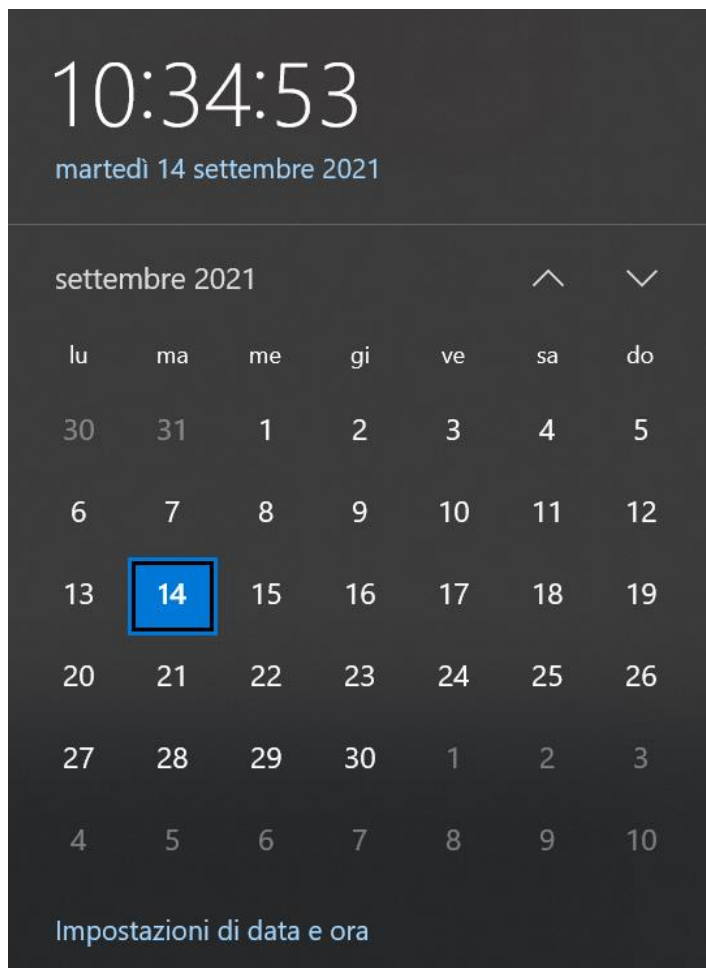 10:34:53
martedì 14 settembre 2021
settembre 2021
lu ma me gi ve sa do
30 31 1 2 3 4 5
6 7 8 9 10 11 12
13 14 15 16 17 18 19
20 21 22 23 24 25 26
27 28 29 30 1 2 3
4 5 6 7 8 9 10
Impostazioni di data e ora